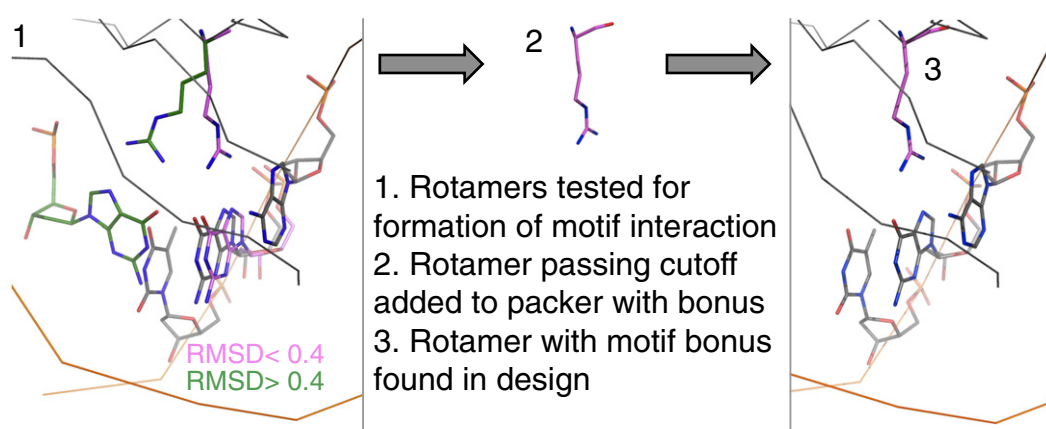 1
2
3
1. Rotamers tested for
formation of motif interaction
2. Rotamer passing cutoff
added to packer with bonus
3. Rotamer with motif bonus
found in design
RMSD< 0.4
RMSD> 0.4